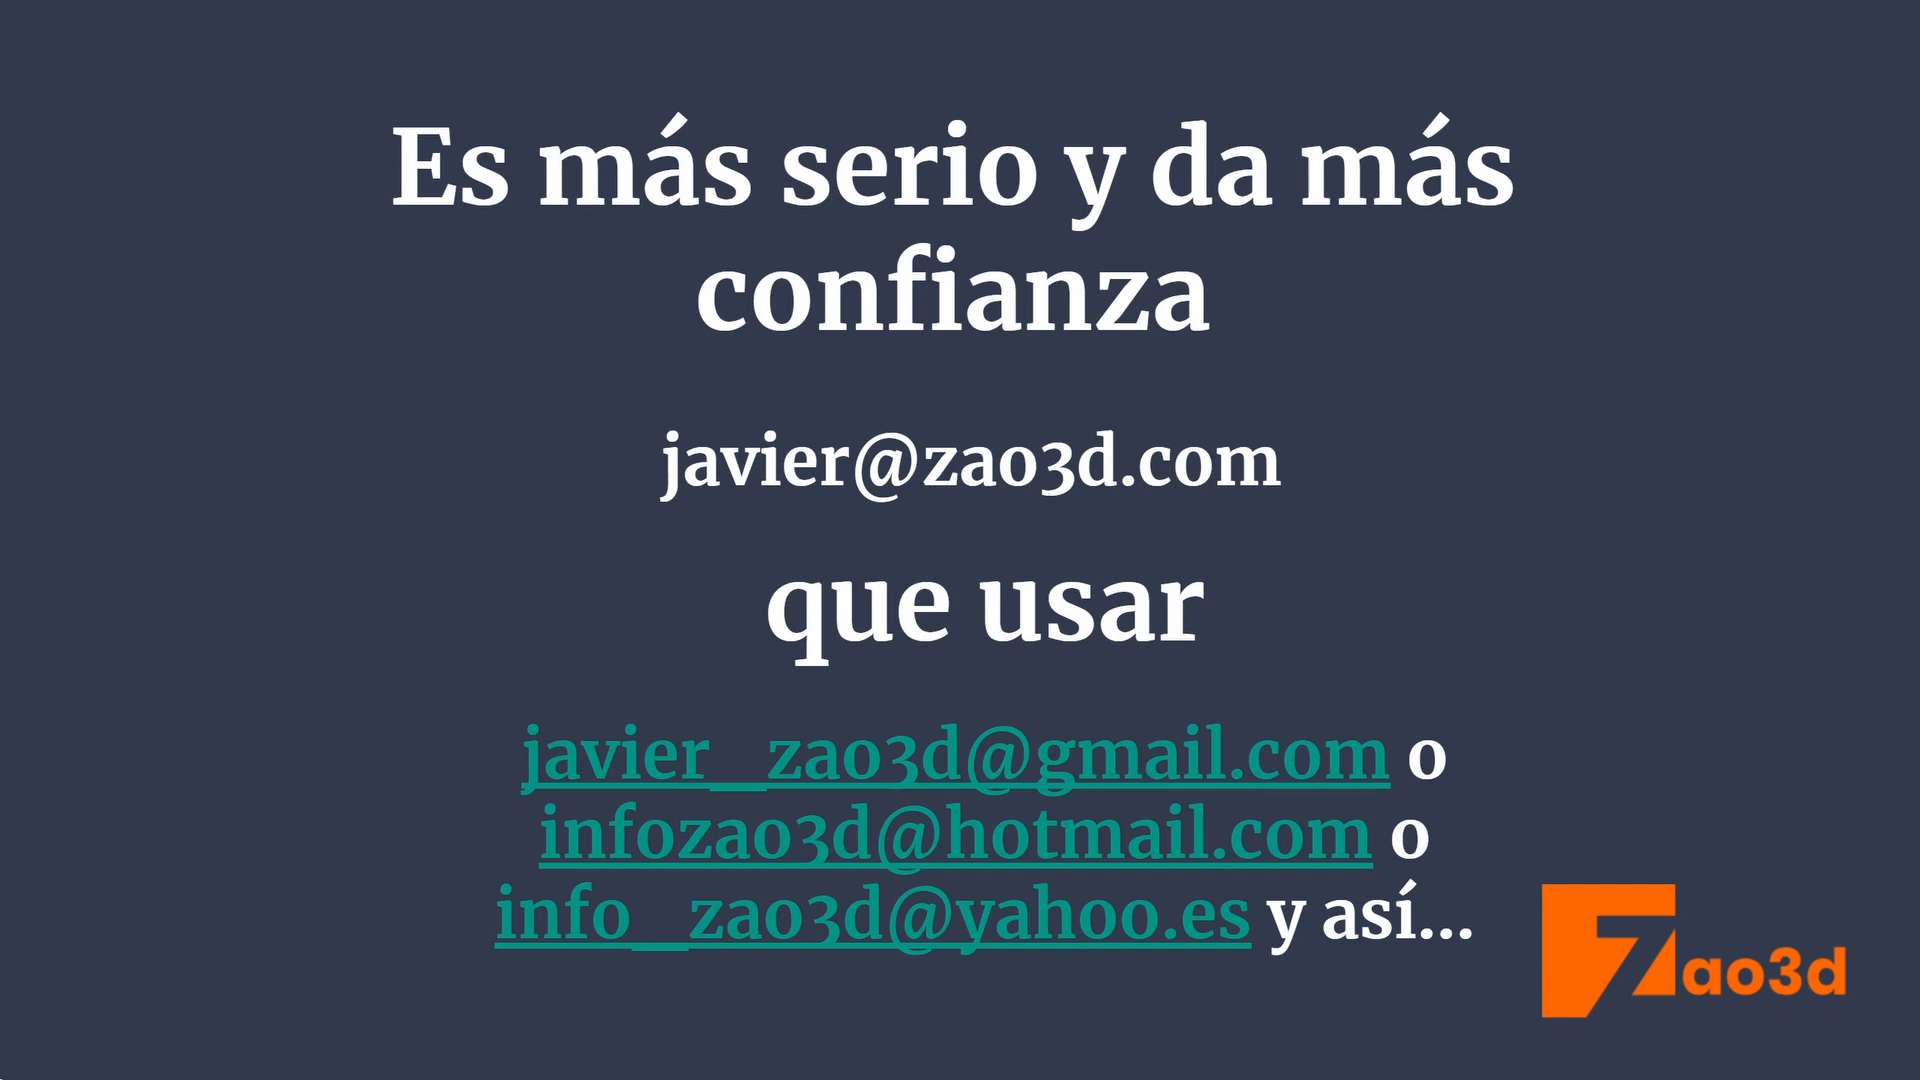 Es más serio y da más
confianza
javier@zao3d.com
que usar
javier_zao3d@gmail.com o
infozao3d@hotmail.com o
info_zao3d@yahoo.es y así...
Zao3d